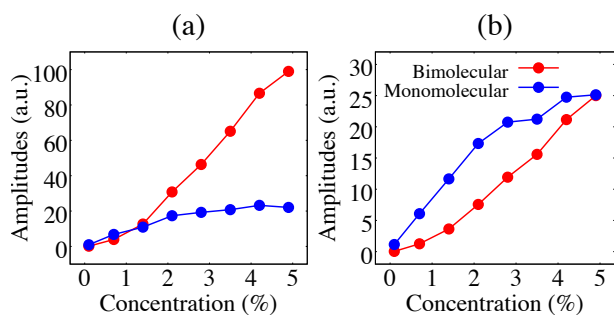 (a)
Amplitudes (a.u.)
100
80
60
40
20
0
0 1 2 3 4 5
Concentration (%)
(b)
Amplitudes (a.u.)
30
25
20
15
10
5
0
Bimolecular
Monomolecular
0 1 2 3 4 5
Concentration (%)